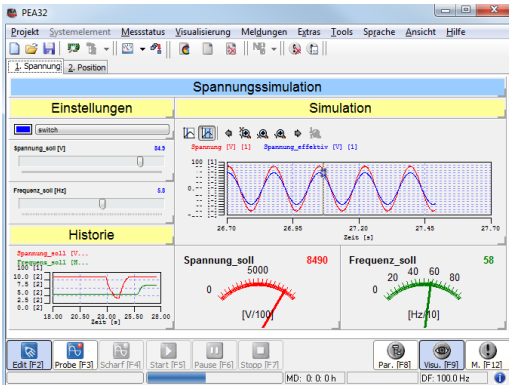 PEA32
Projekt Systemelement Messstatus Visualisierung Meldungen Extras Tools Sprache Ansicht Hilfe
1. Spannung 2. Position
Spannungssimulation
Einstellungen
switch
Spannung_soll [V] 84.9
Frequenz_soll [Hz] 5.8
Historie
Spannung_soll [V...
Frequenz_soll [H...
100 [1]
10.0 [2]
7.5 [2]
5.0 [2]
2.5 [2]
0.0 [2]
18.00 20.50 23.00 25.50 28.00
Zeit [s]
Simulation
Spannung [V] [1] Spannung_effektiv [V] [1]
100 [1]
26.70 26.95 27.20 27.45 27.70
Zeit [s]
Spannung_soll 8490
5000
0
[V/100]
Frequenz_soll 58
0 20 40 60 80
[Hz/10]
Edit [F2] Probe [F3] Scharf [F4] Start [F5] Pause [F6] Stopp [F7] Par. [F8] Visu. [F9] M. [F12]
MD: 0: 0: 0 h DF: 100.0 Hz